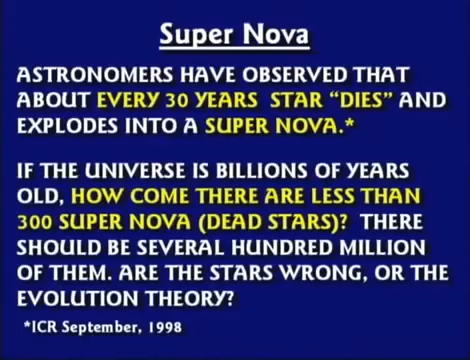 Super Nova
ASTRONOMERS HAVE OBSERVED THAT
ABOUT EVERY 30 YEARS STAR “DIES” AND
EXPLODES INTO A SUPER NOVA.*
IF THE UNIVERSE IS BILLIONS OF YEARS
OLD, HOW COME THERE ARE LESS THAN
300 SUPER NOVA (DEAD STARS)? THERE
SHOULD BE SEVERAL HUNDRED MILLION
OF THEM. ARE THE STARS WRONG, OR THE
EVOLUTION THEORY?
*ICR September, 1998